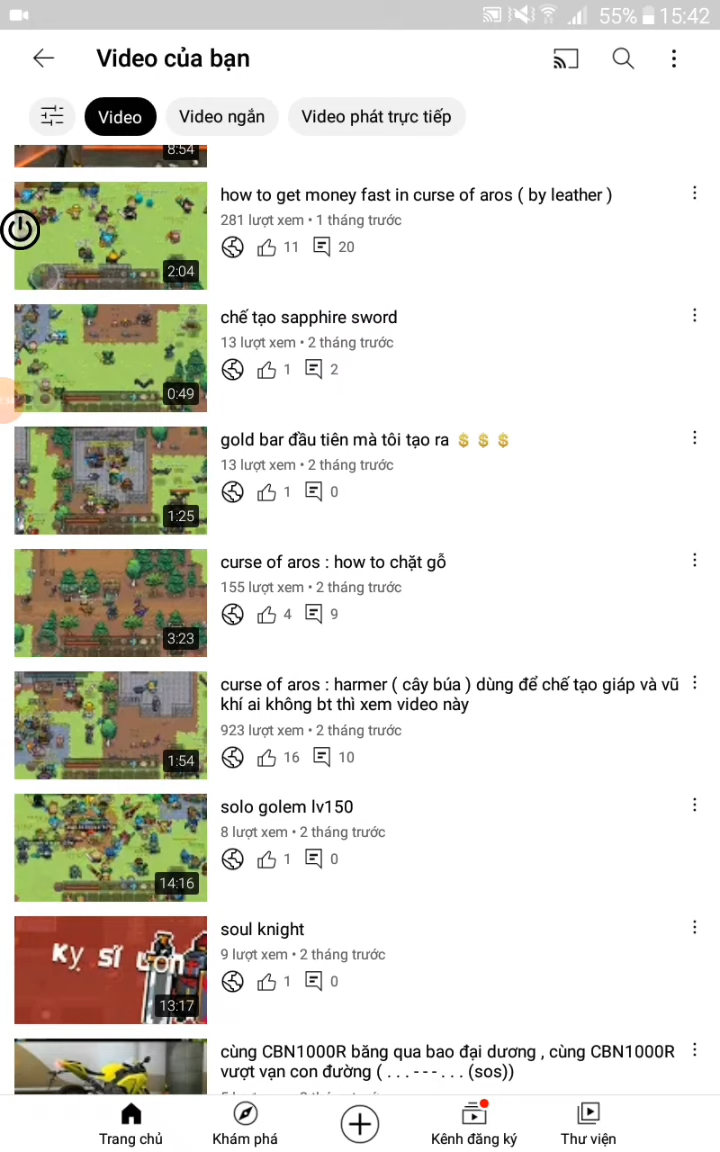 55% 15:42
Video của bạn
Video Video ngắn Video phát trực tiếp
8:54
how to get money fast in curse of aros ( by leather )
281 lượt xem • 1 tháng trước
11 20
2:04
chế tạo sapphire sword
13 lượt xem • 2 tháng trước
1 2
0:49
gold bar đầu tiên mà tôi tạo ra 💲💲💲
13 lượt xem • 2 tháng trước
1 0
1:25
curse of aros : how to chặt gỗ
155 lượt xem • 2 tháng trước
4 9
3:23
curse of aros : harmer ( cây búa ) dùng để chế tạo giáp và vũ
khí ai không bt thì xem video này
923 lượt xem • 2 tháng trước
16 10
1:54
solo golem lv150
8 lượt xem • 2 tháng trước
1 0
14:16
soul knight
9 lượt xem • 2 tháng trước
1 0
Kỵ sĩ
13:17
cùng CBN1000R băng qua bao đại dương , cùng CBN1000R
vượt vạn con đường ( . . . - - - . . . (sos))
Trang chủ Khám phá Kênh đăng ký Thư viện